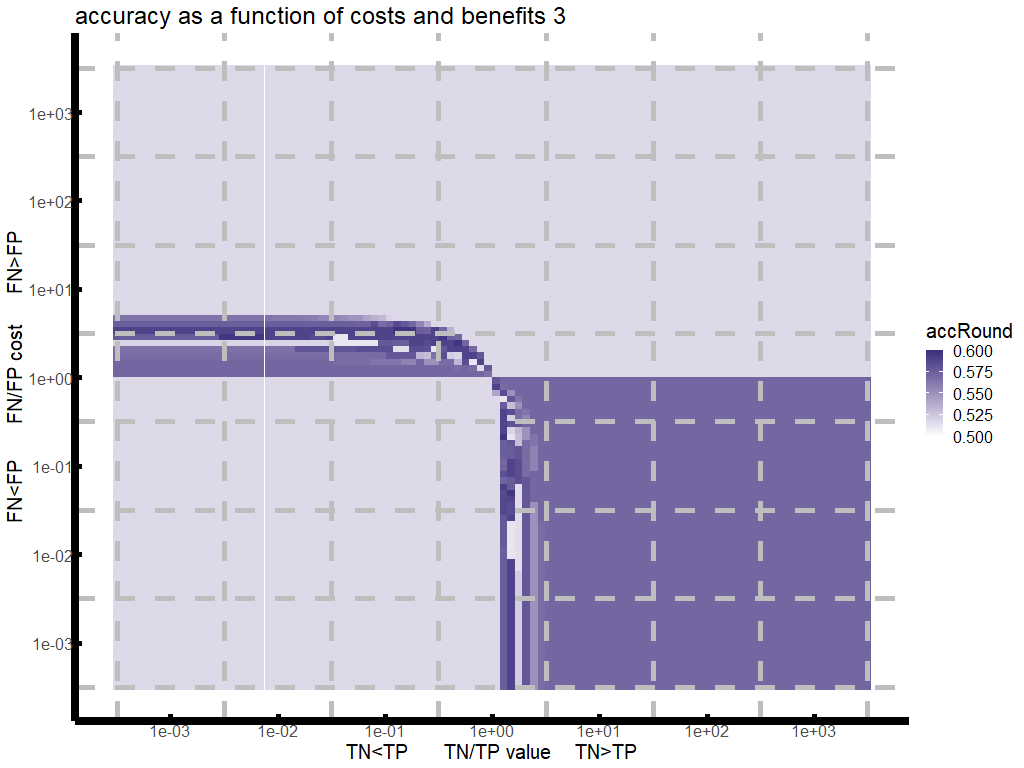 accuracy as a function of costs and benefits 3
FN<FP FN/FP cost FN>FP
1e+03
1e+02
1e+01
1e+00
1e-01
1e-02
1e-03
1e-03 1e-02 1e-01 1e+00 1e+01 1e+02 1e+03
TN<TP TN/TP value TN>TP
accRound
0.600
0.575
0.550
0.525
0.500